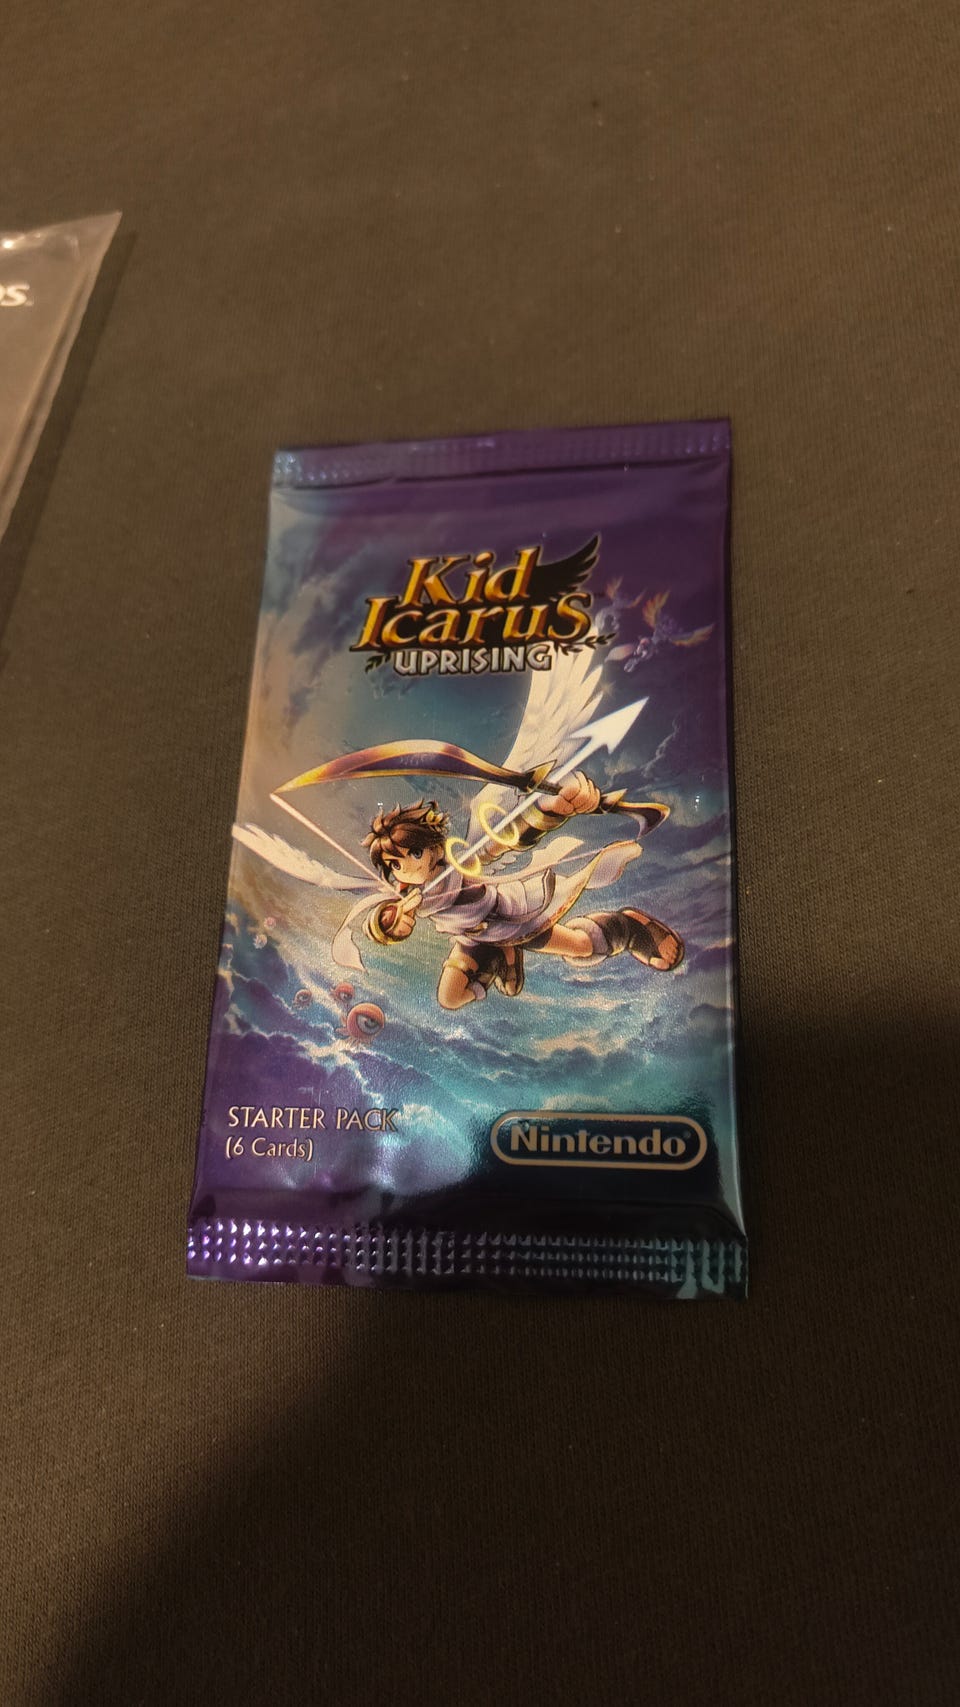 Kid
Icarus
UPRISING
STARTER PACK
(6 Cards)
Nintendo®